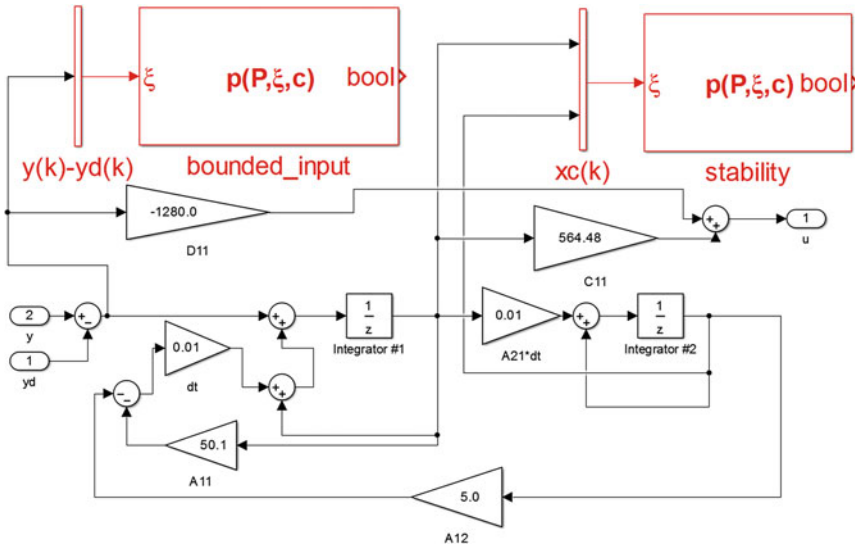 ξ p(P,ξ,c) bool
ξ p(P,ξ,c) bool
y(k)-yd(k) bounded_input
xc(k) stability
-1280.0
D11
564.48
C11
1
u
2
y
1
yd
0.01
dt
1
z
Integrator #1
0.01
A21*dt
1
z
Integrator #2
50.1
A11
5.0
A12